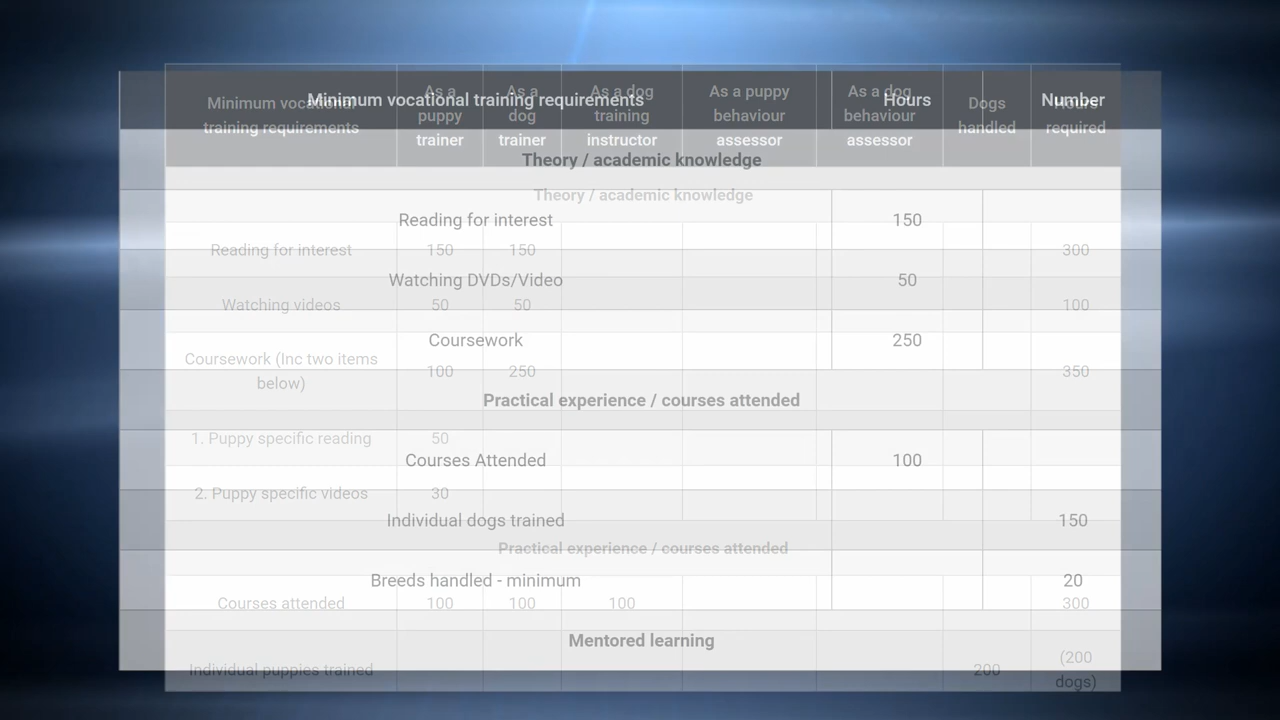 Minimum vocational training requirements Hours Number
Theory / academic knowledge
Reading for interest 150
Watching DVDs/Video 50
Coursework 250
Practical experience / courses attended
Courses Attended 100
Individual dogs trained 150
Breeds handled - minimum 20
Mentored learning
Minimum vocational As a As a As a dog As a puppy As a dog Dogs Hours
training requirements puppy dog training behaviour behaviour handled required
trainer trainer instructor assessor assessor
Theory / academic knowledge
Reading for interest 150 150 300
Watching videos 50 50 100
Coursework (Inc two items
below) 100 250 350
1. Puppy specific reading 50
2. Puppy specific videos 30
Practical experience / courses attended
Courses attended 100 100 100 300
Individual puppies trained 200 (200
dogs)